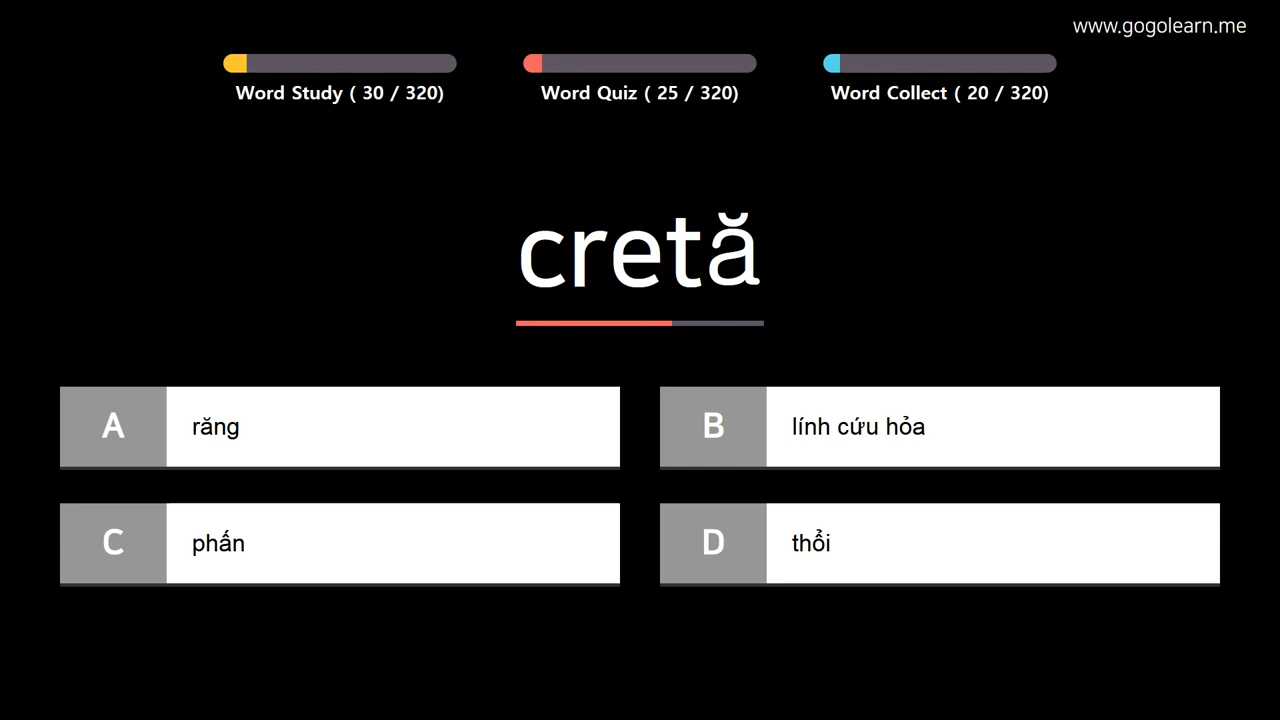 www.gogolearn.me
Word Study ( 30 / 320)
Word Quiz ( 25 / 320)
Word Collect ( 20 / 320)
cretă
A răng
B lính cứu hỏa
C phấn
D thổi